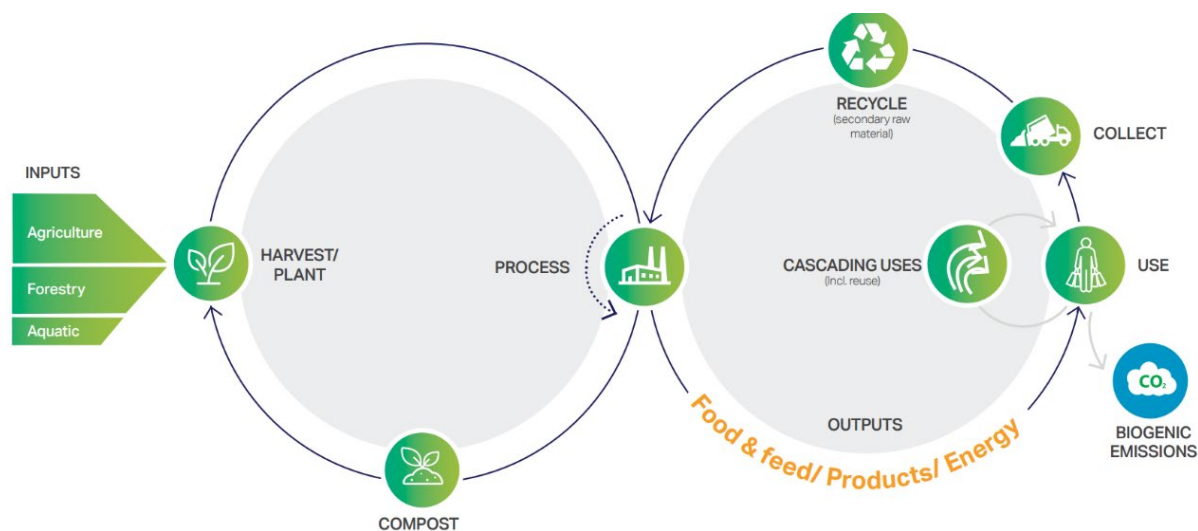 INPUTS
Agriculture
Forestry
Aquatic
HARVEST/
PLANT
COMPOST
PROCESS
RECYCLE
(secondary raw
material)
COLLECT
CASCADING USES
(incl. reuse)
USE
CO₂
BIOGENIC
EMISSIONS
OUTPUTS
Food & feed/ Products/ Energy